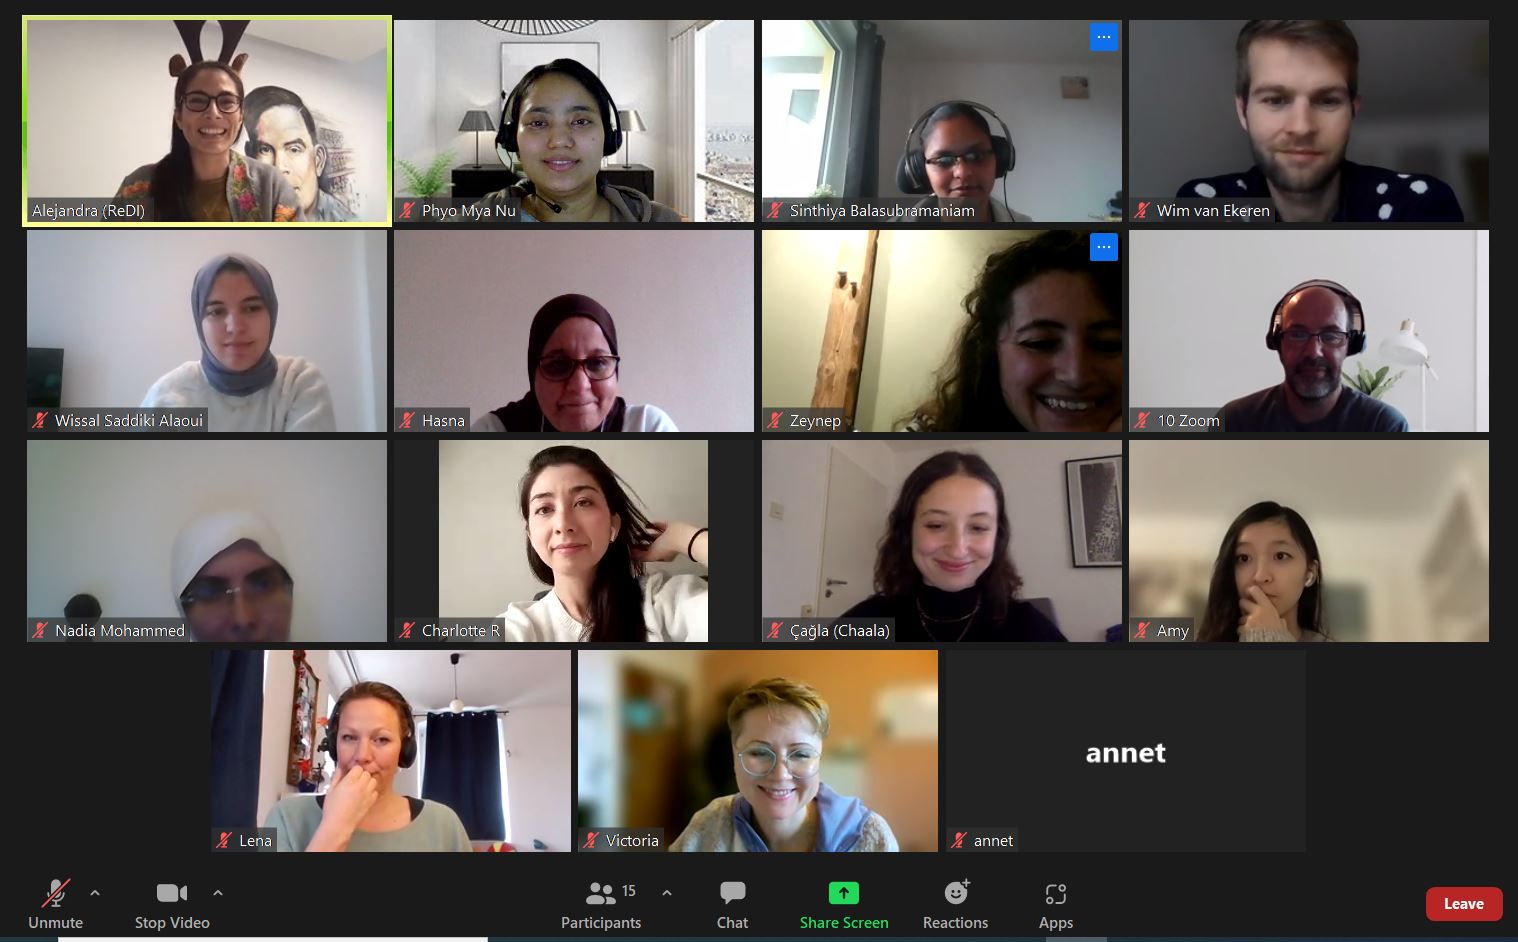 Alejandra (ReDI)
Phyo Mya Nu
Sinthiya Balasubramaniam
Wim van Ekeren
Wissal Saddiki Alaoui
Hasna
Zeynep
10 Zoom
Nadia Mohammed
Charlotte R
Çağla (Chaala)
Amy
Lena
Victoria
annet
annet
15
Unmute
Stop Video
Participants
Chat
Share Screen
Reactions
Apps
Leave